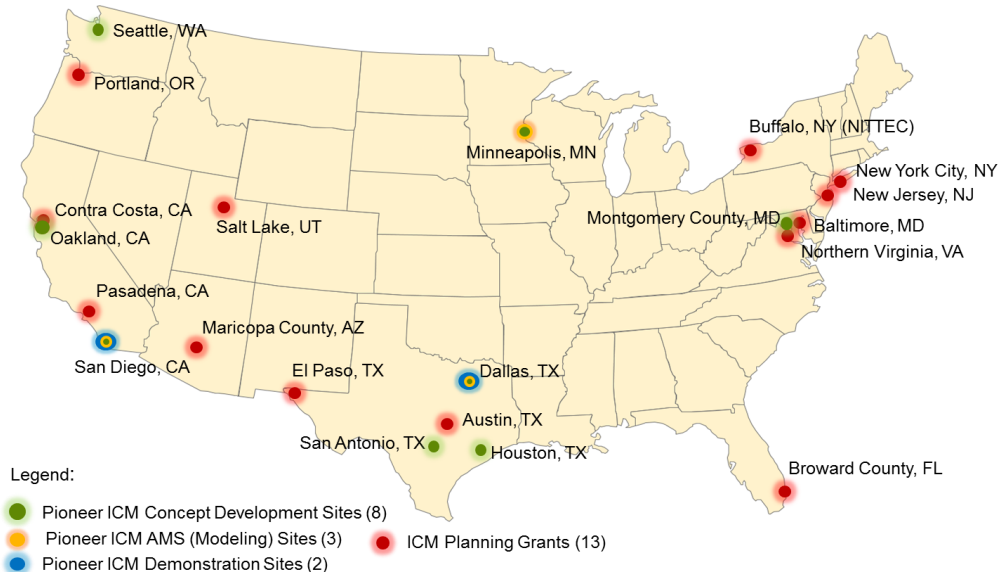 Seattle, WA
Portland, OR
Minneapolis, MN
Buffalo, NY (NITTEC)
New York City, NY
New Jersey, NJ
Contra Costa, CA
Oakland, CA
Salt Lake, UT
Montgomery County, MD
Baltimore, MD
Northern Virginia, VA
Pasadena, CA
San Diego, CA
Maricopa County, AZ
El Paso, TX
Dallas, TX
Austin, TX
San Antonio, TX
Houston, TX
Broward County, FL
Legend:
Pioneer ICM Concept Development Sites (8)
Pioneer ICM AMS (Modeling) Sites (3)
Pioneer ICM Demonstration Sites (2)
ICM Planning Grants (13)